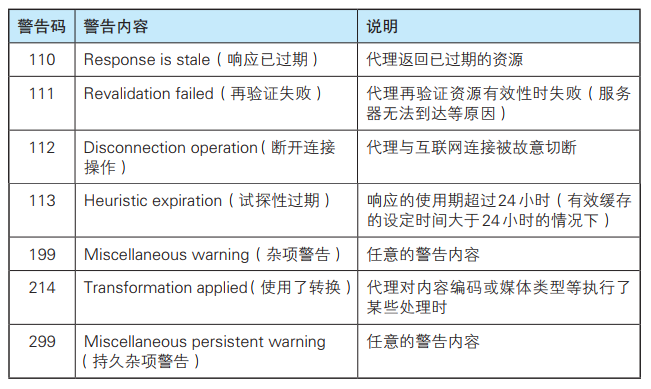 警告码 警告内容 说明
110 Response is stale（响应已过期） 代理返回已过期的资源
111 Revalidation failed（再验证失败） 代理再验证资源有效性时失败（服务
器无法到达等原因）
112 Disconnection operation（断开连接 代理与互联网连接被故意切断
操作）
113 Heuristic expiration（试探性过期） 响应的使用期超过24小时（有效缓存
的设定时间大于24小时的情况下）
199 Miscellaneous warning（杂项警告） 任意的警告内容
214 Transformation applied（使用了转换） 代理对内容编码或媒体类型等执行了
某些处理时
299 Miscellaneous persistent warning 任意的警告内容
（持久杂项警告）